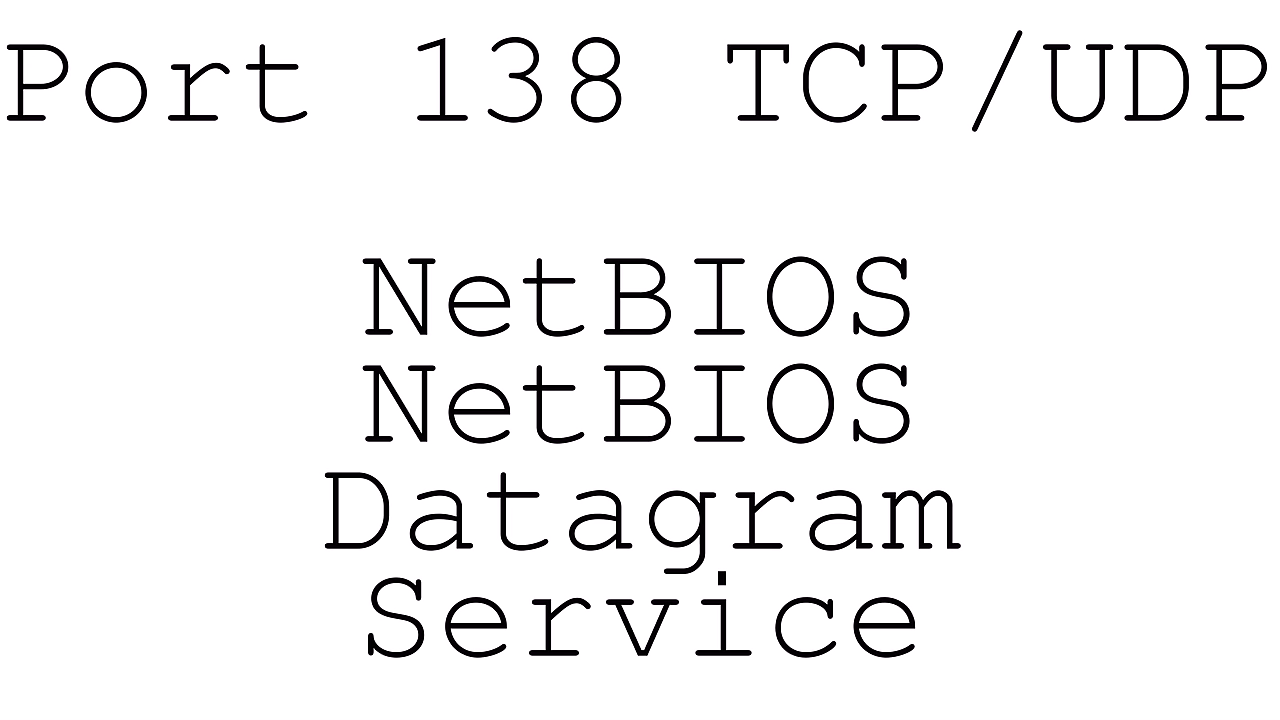 Port 138 TCP/UDP
NetBIOS
NetBIOS
Datagram
Service